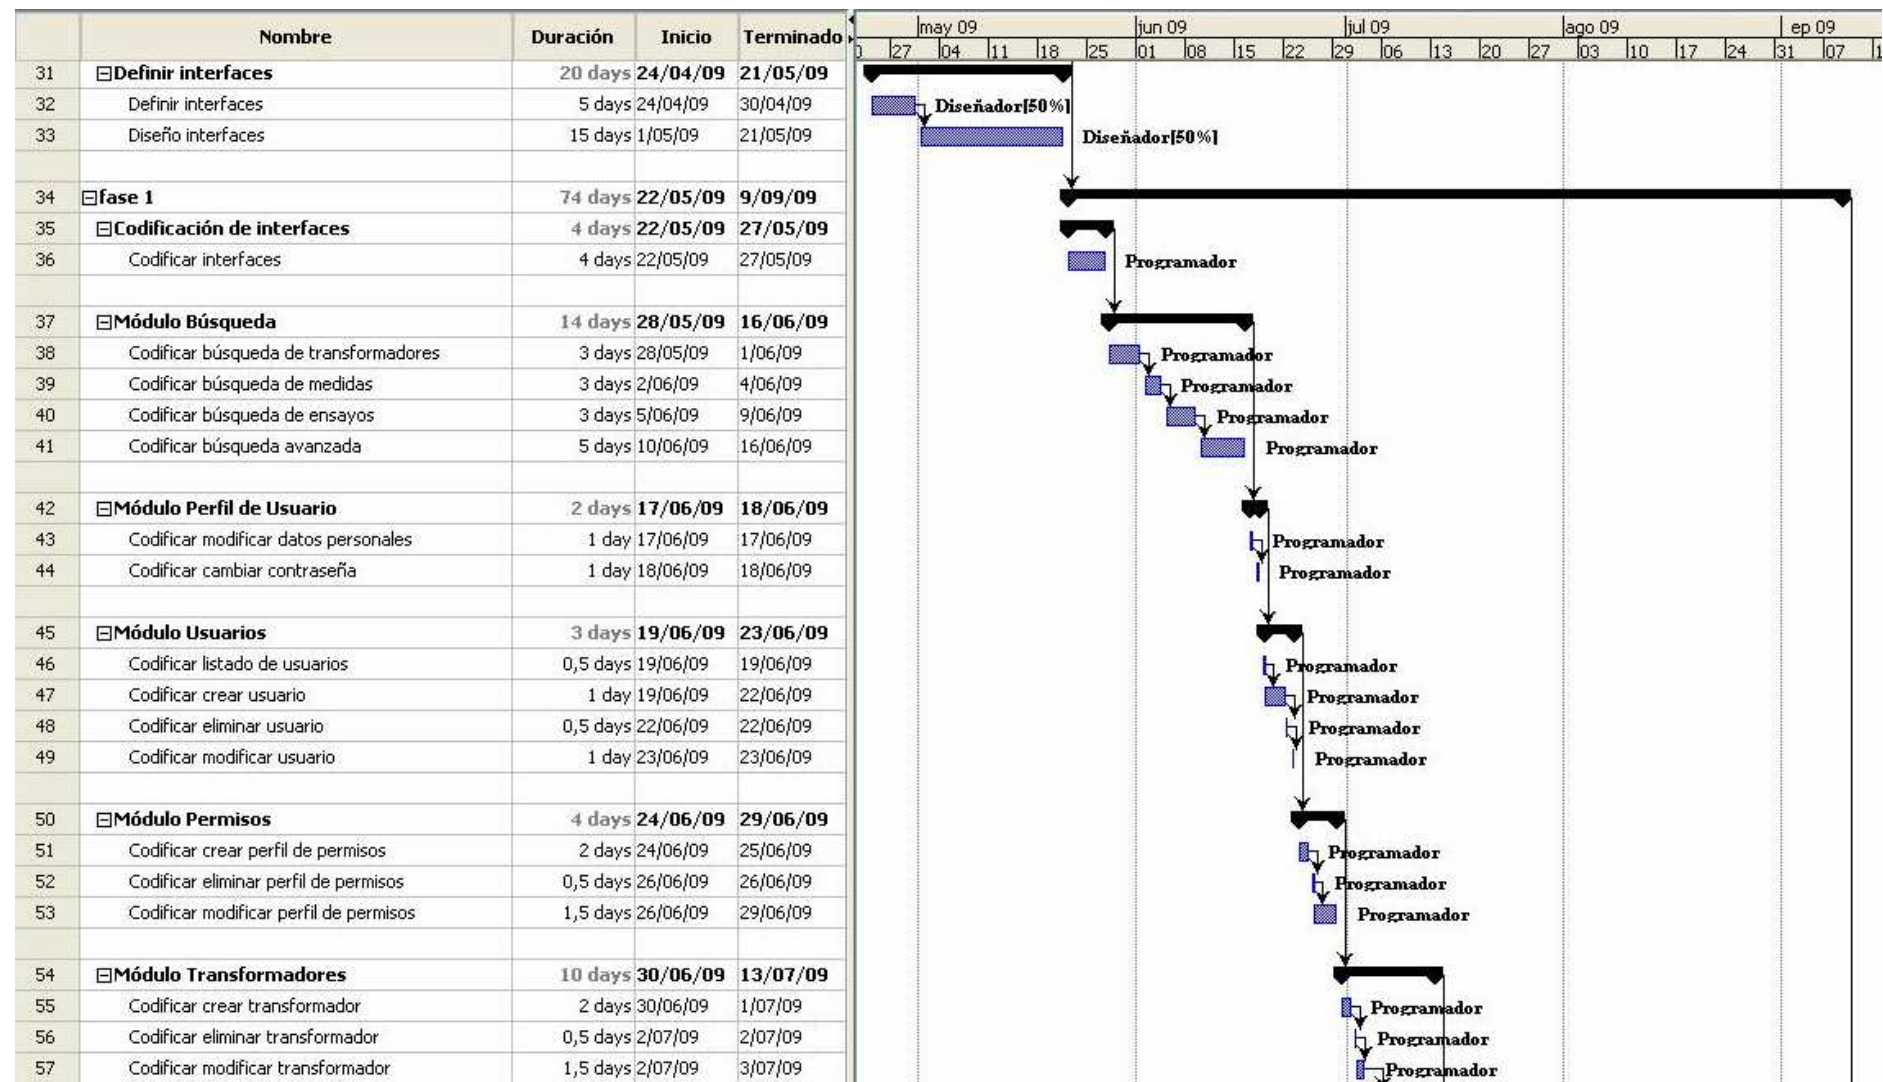 Nombre Duración Inicio Terminado may 09 jun 09 jul 09 ago 09 ep 09
27 04 11 18 25 01 08 15 22 29 06 13 20 27 03 10 17 24 31 07
31 Definir interfaces 20 days 24/04/09 21/05/09
32 Definir interfaces 5 days 24/04/09 30/04/09 Diseñador[50%]
33 Diseño interfaces 15 days 1/05/09 21/05/09 Diseñador[50%]
34 fase 1 74 days 22/05/09 9/09/09
35 Codificación de interfaces 4 days 22/05/09 27/05/09
36 Codificar interfaces 4 days 22/05/09 27/05/09 Programador
37 Módulo Búsqueda 14 days 28/05/09 16/06/09
38 Codificar búsqueda de transformadores 3 days 28/05/09 1/06/09 Programador
39 Codificar búsqueda de medidas 3 days 2/06/09 4/06/09 Programador
40 Codificar búsqueda de ensayos 3 days 5/06/09 9/06/09 Programador
41 Codificar búsqueda avanzada 5 days 10/06/09 16/06/09 Programador
42 Módulo Perfil de Usuario 2 days 17/06/09 18/06/09
43 Codificar modificar datos personales 1 day 17/06/09 17/06/09 Programador
44 Codificar cambiar contraseña 1 day 18/06/09 18/06/09 Programador
45 Módulo Usuarios 3 days 19/06/09 23/06/09
46 Codificar listado de usuarios 0,5 days 19/06/09 19/06/09 Programador
47 Codificar crear usuario 1 day 19/06/09 22/06/09 Programador
48 Codificar eliminar usuario 0,5 days 22/06/09 22/06/09 Programador
49 Codificar modificar usuario 1 day 23/06/09 23/06/09 Programador
50 Módulo Permisos 4 days 24/06/09 29/06/09
51 Codificar crear perfil de permisos 2 days 24/06/09 25/06/09 Programador
52 Codificar eliminar perfil de permisos 0,5 days 26/06/09 26/06/09 Programador
53 Codificar modificar perfil de permisos 1,5 days 26/06/09 29/06/09 Programador
54 Módulo Transformadores 10 days 30/06/09 13/07/09
55 Codificar crear transformador 2 days 30/06/09 1/07/09 Programador
56 Codificar eliminar transformador 0,5 days 2/07/09 2/07/09 Programador
57 Codificar modificar transformador 1,5 days 2/07/09 3/07/09 Programador